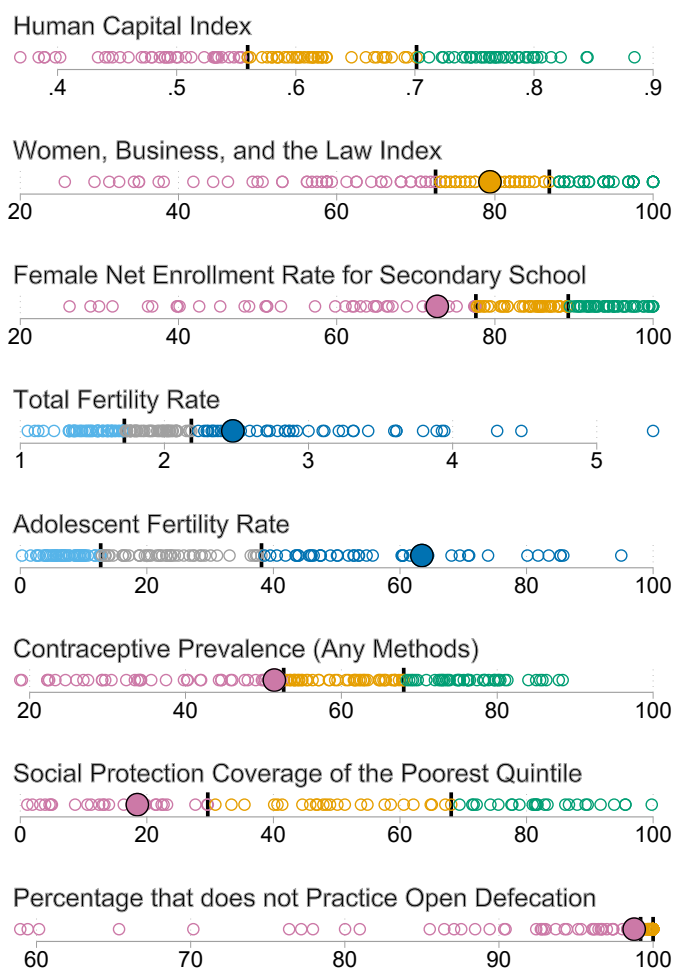 Human Capital Index
.4 .5 .6 .7 .8 .9
Women, Business, and the Law Index
20 40 60 80 100
Female Net Enrollment Rate for Secondary School
20 40 60 80 100
Total Fertility Rate
1 2 3 4 5
Adolescent Fertility Rate
0 20 40 60 80 100
Contraceptive Prevalence (Any Methods)
20 40 60 80 100
Social Protection Coverage of the Poorest Quintile
0 20 40 60 80 100
Percentage that does not Practice Open Defecation
60 70 80 90 100